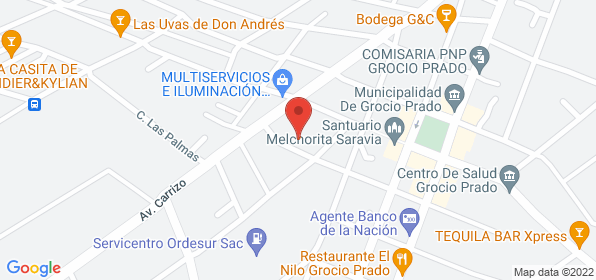 Bodega G&C
Las Uvas de Don Andrés
COMISARIA PNP
GROCIO PRADO
A CASITA DE
IDIER&KYLIAN
MULTISERVICIOS
E ILUMINACIÓN...
Municipalidad
De Grocio Prado
C. Las Palmas
Santuario
Melchorita Saravia
Centro De Salud
Grocio Prado
Av. Carrizo
Agente Banco
de la Nación
Servicentro Ordesur Sac
TEQUILA BAR Xpress
Restaurante El
Nilo Grocio Prado
Google
Map data ©2022